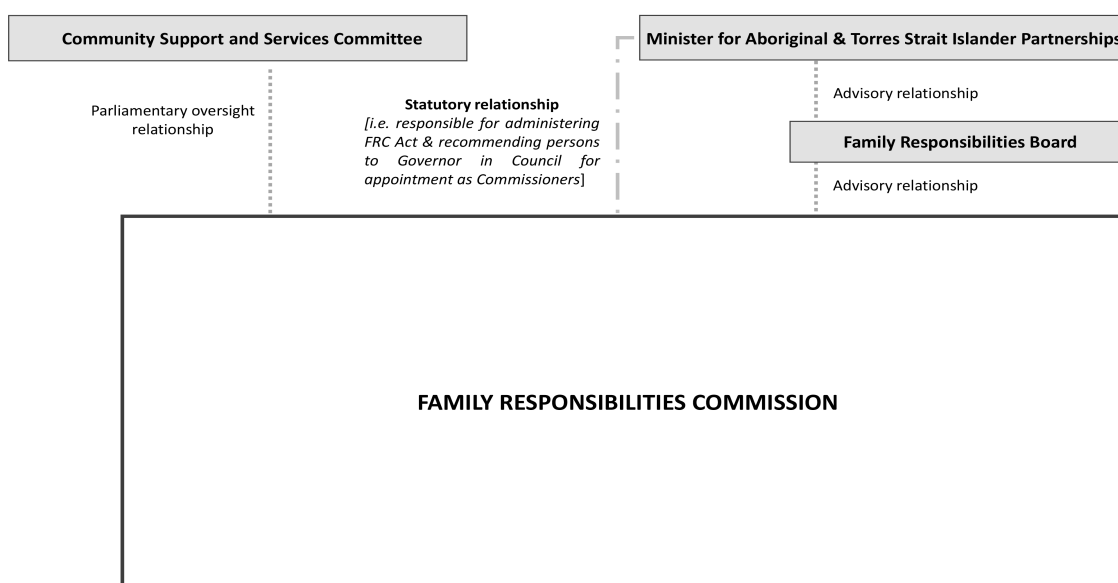 Community Support and Services Committee
Minister for Aboriginal & Torres Strait Islander Partnerships
Parliamentary oversight
relationship
Statutory relationship
[i.e. responsible for administering
FRC Act & recommending persons
to Governor in Council for
appointment as Commissioners]
Advisory relationship
Family Responsibilities Board
Advisory relationship
FAMILY RESPONSIBILITIES COMMISSION